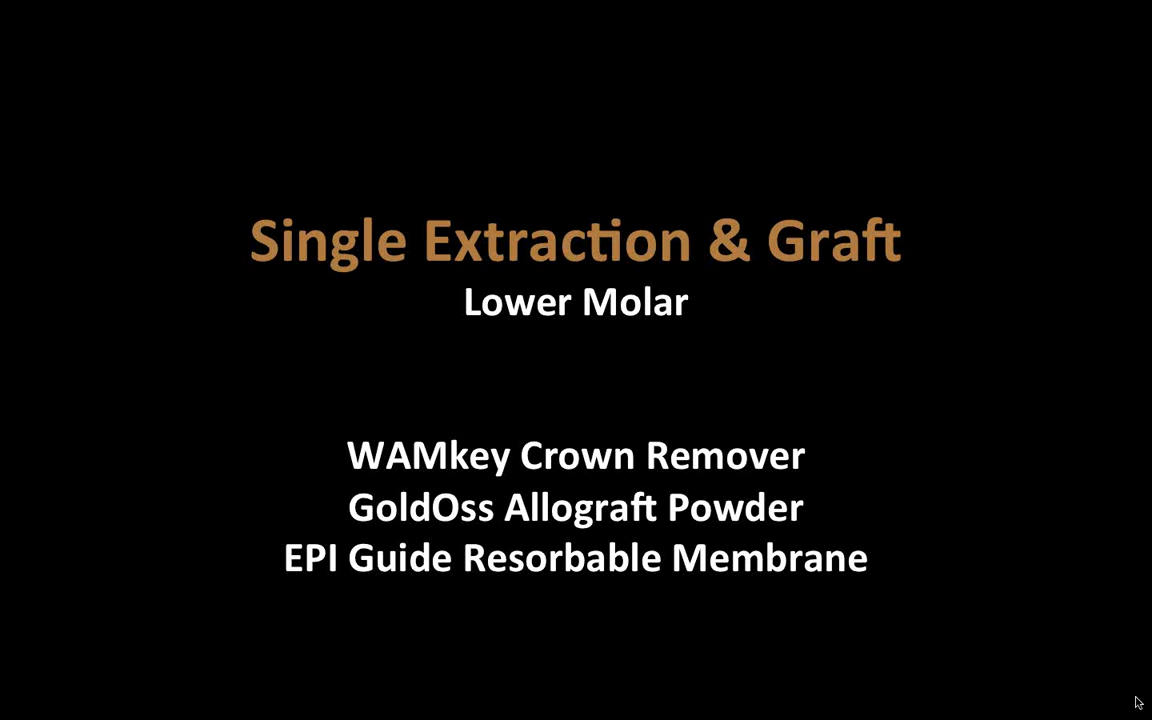 Single Extraction & Graft
Lower Molar
WAMkey Crown Remover
GoldOss Allograft Powder
EPI Guide Resorbable Membrane